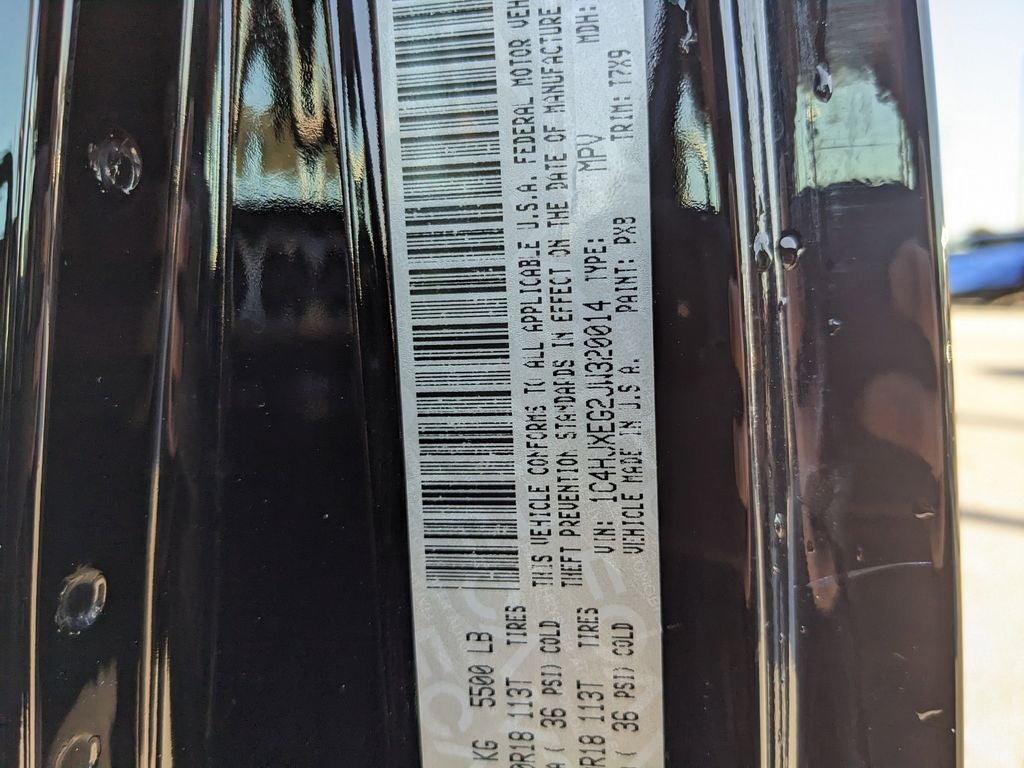 KG 5500 LB
0R18 113T TIRES
( 36 PSI) COLD
0R18 113T TIRES
( 36 PSI) COLD
THIS VEHICLE CONFORMS TO ALL APPLICABLE U.S.A. FEDERAL MOTOR VEH
THEFT PREVENTION STANDARDS IN EFFECT ON THE DATE OF MANUFACTURE
VIN: 1C4HJXEG2JW320014 TYPE: MPV MDH:
VEHICLE MADE IN U.S.A. PAINT: PX8 TRIM: T7X9